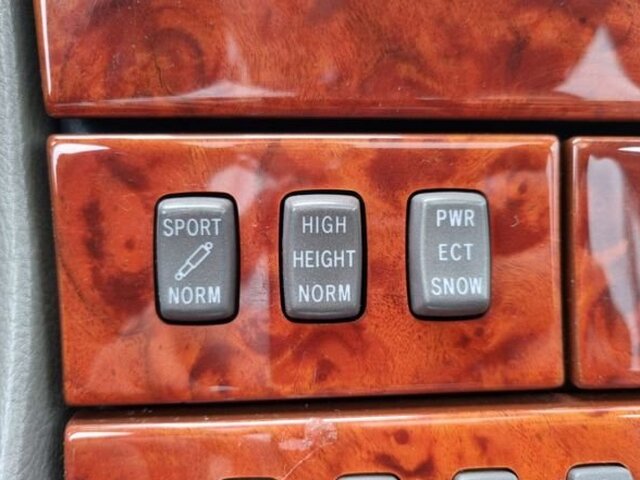 SPORT
NORM
HIGH
HEIGHT
NORM
PWR
ECT
SNOW